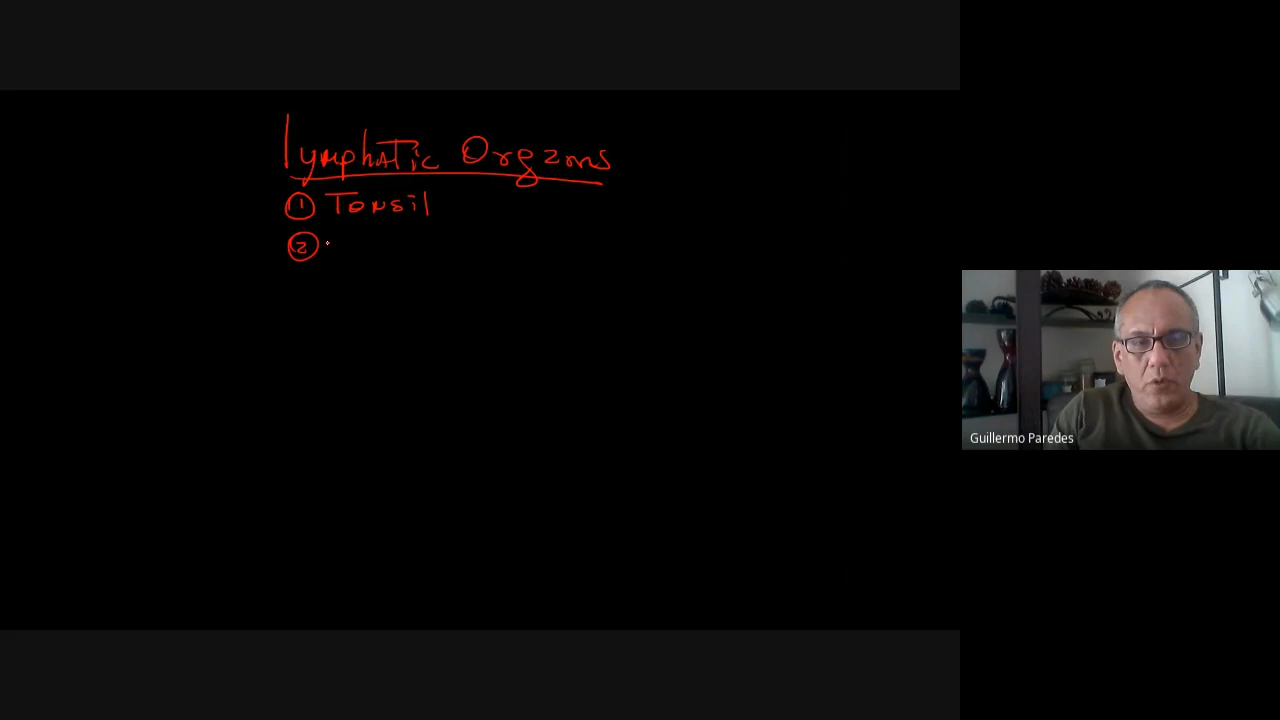 Lymphatic Organs
① Tonsil
②
Guillermo Paredes